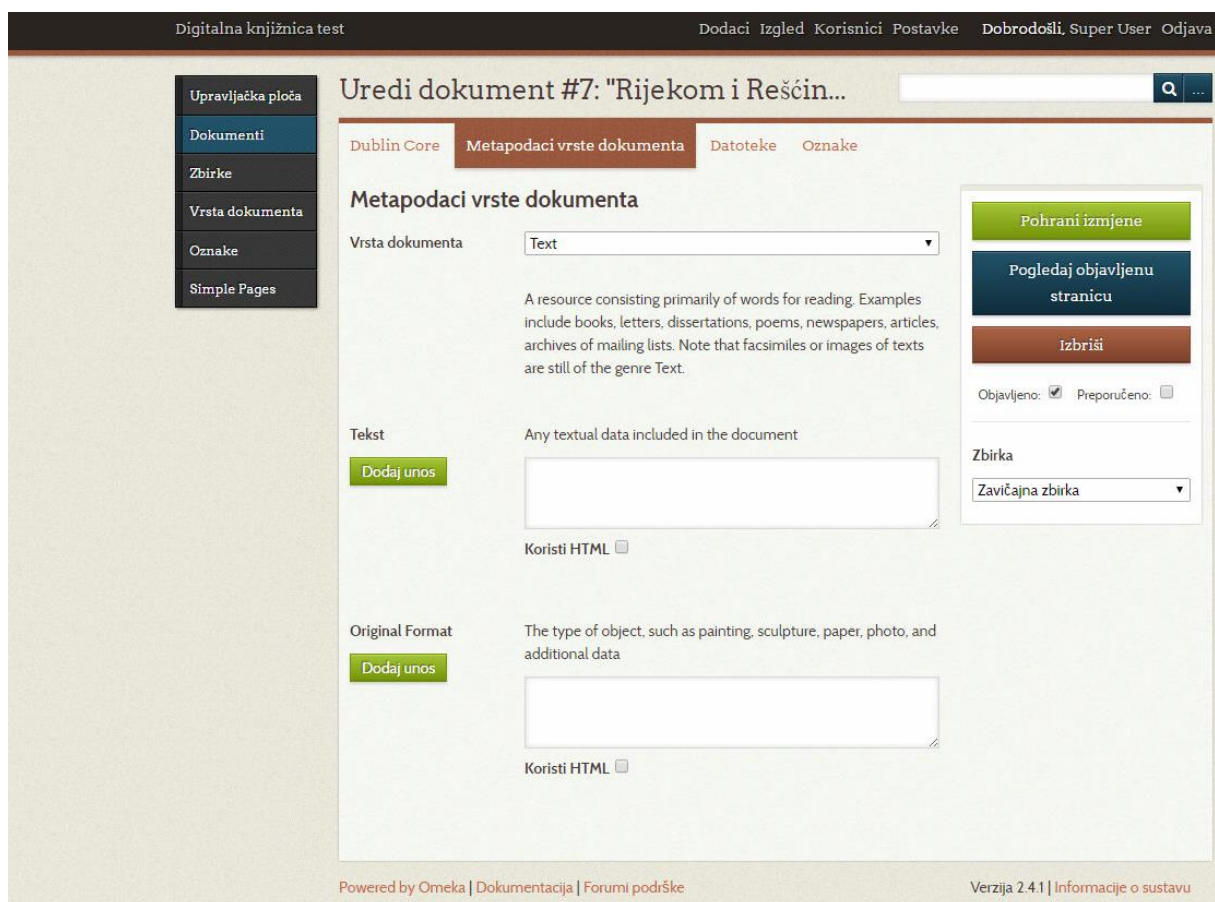 Digitalna knjižnica test
Dodaci Izgled Korisnici Postavke Dobrodošli, Super User Odjava
Upravljačka ploča
Dokumenti
Zbirke
Vrsta dokumenta
Oznake
Simple Pages
Uredi dokument #7: "Rijekom i Rešćin...
...
Dublin Core Metapodaci vrste dokumenta Datoteke Oznake
Metapodaci vrste dokumenta
Vrsta dokumenta
Text
A resource consisting primarily of words for reading. Examples
include books, letters, dissertations, poems, newspapers, articles,
archives of mailing lists. Note that facsimiles or images of texts
are still of the genre Text.
Tekst
Dodaj unos
Any textual data included in the document
Koristi HTML
Original Format
Dodaj unos
The type of object, such as painting, sculpture, paper, photo, and
additional data
Koristi HTML
Pohrani izmjene
Pogledaj objavljenu
stranicu
Izbriši
Objavljeno: Preporučeno:
Zbirka
Zavičajna zbirka
Powered by Omeka | Dokumentacija | Forumi podrške
Verzija 2.4.1 | Informacije o sustavu